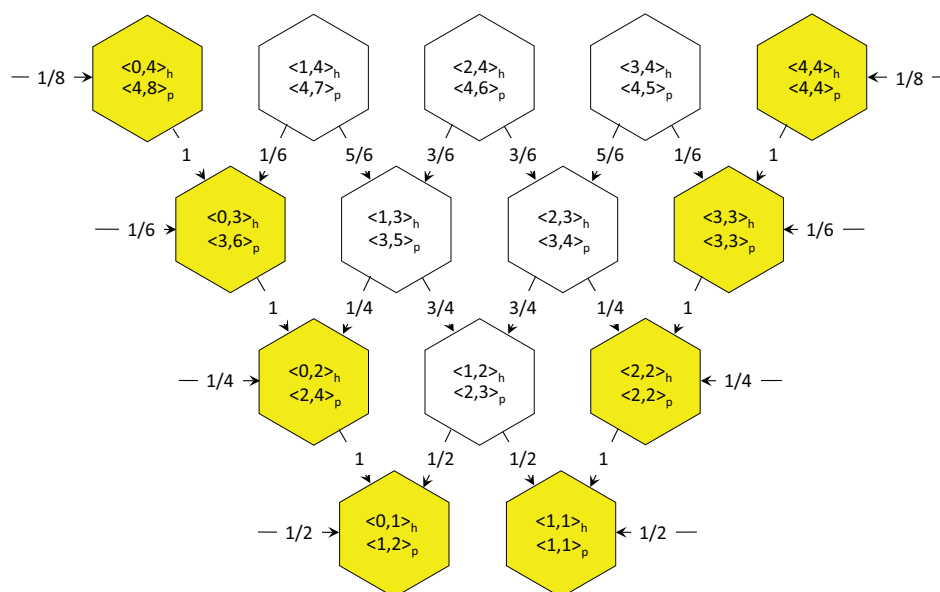 <0,4>h
<4,8>p
<1,4>h
<4,7>p
<2,4>h
<4,6>p
<3,4>h
<4,5>p
<4,4>h
<4,4>p
1/8
1/8
1
1/6
5/6
3/6
3/6
5/6
1/6
1
<0,3>h
<3,6>p
<1,3>h
<3,5>p
<2,3>h
<3,4>p
<3,3>h
<3,3>p
1/6
1/6
1
1/4
3/4
3/4
1/4
1
<0,2>h
<2,4>p
<1,2>h
<2,3>p
<2,2>h
<2,2>p
1/4
1/4
1
1/2
1/2
1
<0,1>h
<1,2>p
<1,1>h
<1,1>p
1/2
1/2